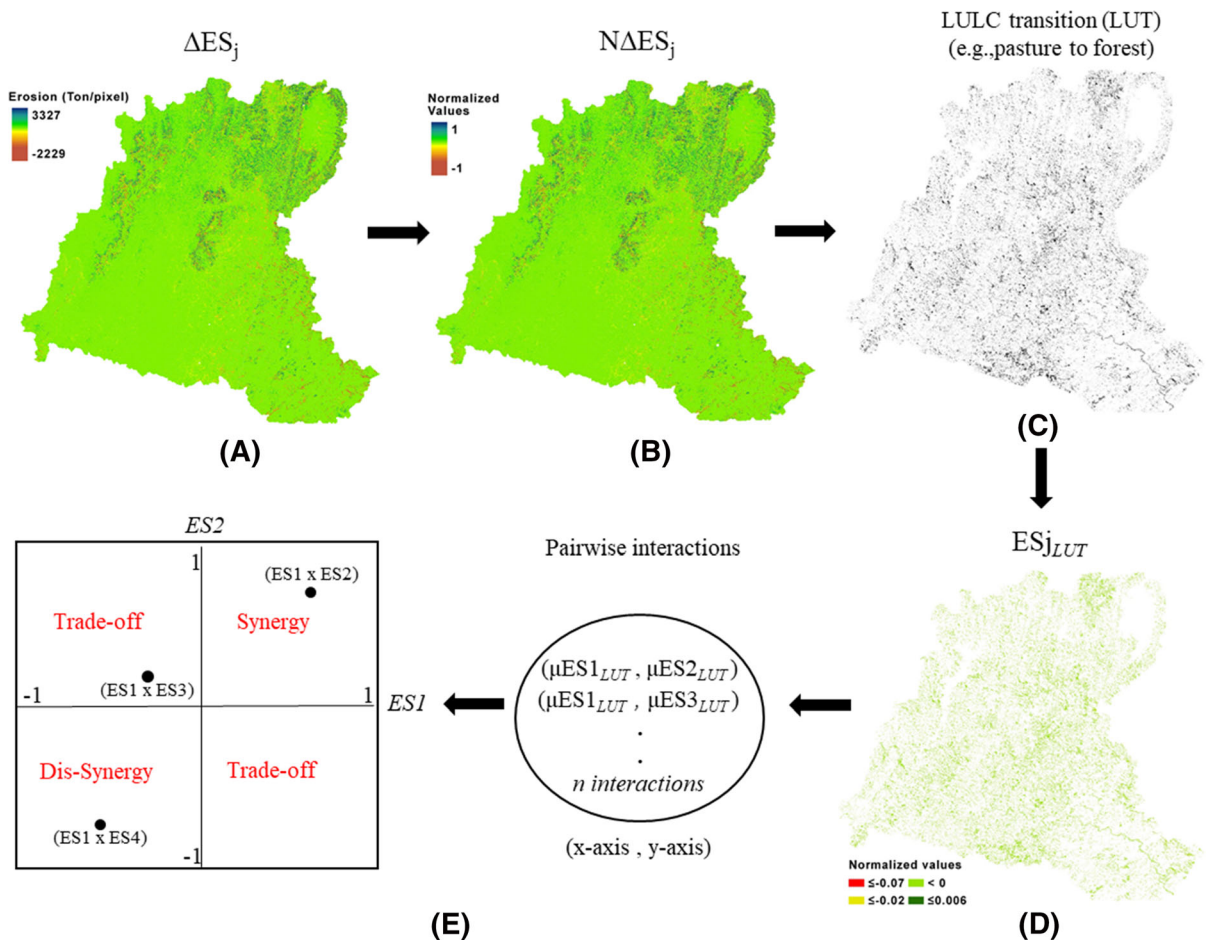 ΔESj
Erosion (Ton/pixel)
3327
-2229
(A)
NΔESj
Normalized
Values
1
-1
(B)
LULC transition (LUT)
(e.g.,pasture to forest)
(C)
ESjLUT
Normalized values
≤-0.07
< 0
≤-0.02
≤0.006
(D)
Pairwise interactions
(μES1LUT , μES2LUT)
(μES1LUT , μES3LUT)
.
.
n interactions
(x-axis , y-axis)
ES2
1
(ES1 x ES2)
Trade-off
Synergy
(ES1 x ES3)
-1
1
ES1
Dis-Synergy
Trade-off
(ES1 x ES4)
-1
(E)